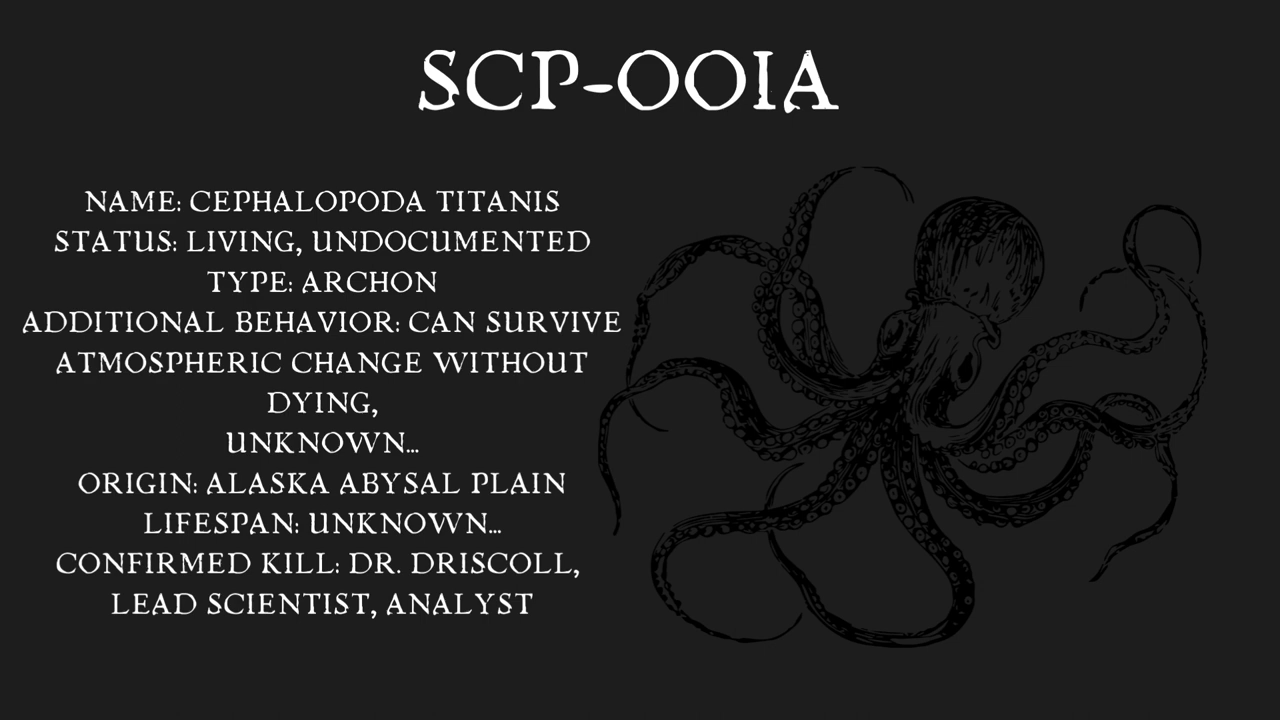 SCP-001A
NAME: CEPHALOPODA TITANIS
STATUS: LIVING, UNDOCUMENTED
TYPE: ARCHON
ADDITIONAL BEHAVIOR: CAN SURVIVE
ATMOSPHERIC CHANGE WITHOUT
DYING,
UNKNOWN...
ORIGIN: ALASKA ABYSAL PLAIN
LIFESPAN: UNKNOWN...
CONFIRMED KILL: DR. DRISCOLL,
LEAD SCIENTIST, ANALYST